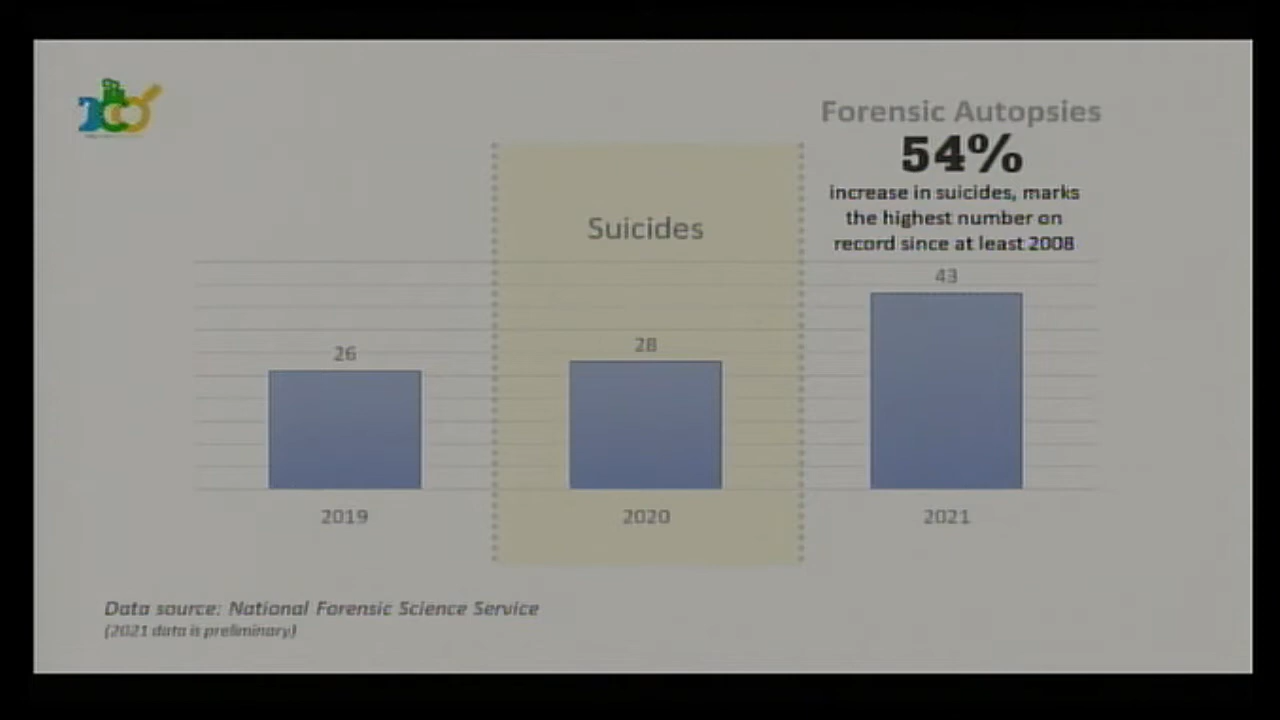 Forensic Autopsies
54%
increase in suicides, marks
the highest number on
record since at least 2008
Suicides
26
28
43
2019
2020
2021
Data source: National Forensic Science Service
(2021 data is preliminary)